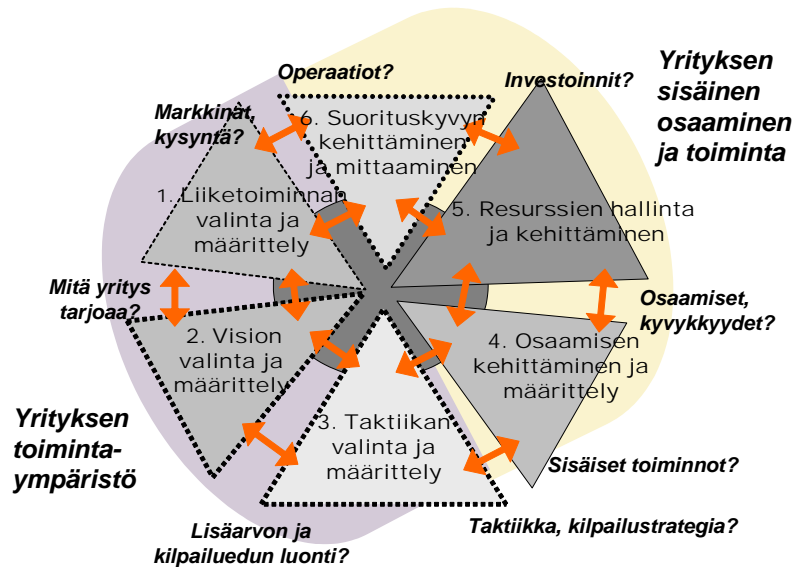 Operaatiot?
Investoinnit?
Yrityksen
sisäinen
osaaminen
ja toiminta
Markkinat,
kysyntä?
6. Suorituskyvyn
kehittäminen
ja mittaaminen
1. Liiketoiminnan
valinta ja
määrittely
5. Resurssien hallinta
ja kehittäminen
Mitä yritys
tarjoaa?
Osaamiset,
kyvykkyydet?
2. Vision
valinta ja
määrittely
4. Osaamisen
kehittäminen ja
määrittely
Yrityksen
toiminta-
ympäristö
3. Taktiikan
valinta ja
määrittely
Sisäiset toiminnot?
Lisäarvon ja
kilpailuedun luonti?
Taktiikka, kilpailustrategia?